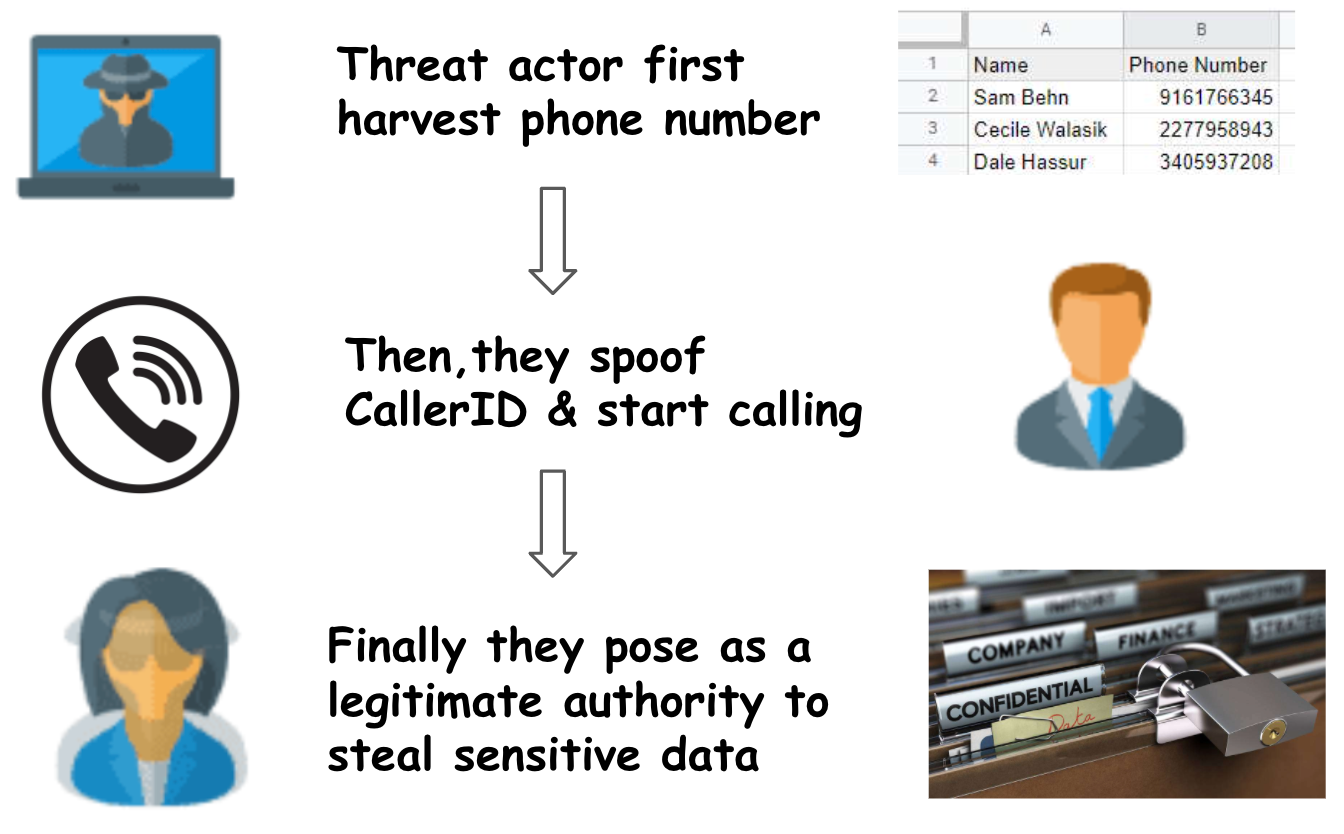 Threat actor first
harvest phone number
A B
1 Name Phone Number
2 Sam Behn 9161766345
3 Cecile Walasik 2277958943
4 Dale Hassur 3405937208
Then,they spoof
CallerID & start calling
Finally they pose as a
legitimate authority to
steal sensitive data
IMPORT
MARKETING
COMPANY
FINANCE
CONFIDENTIAL
Data